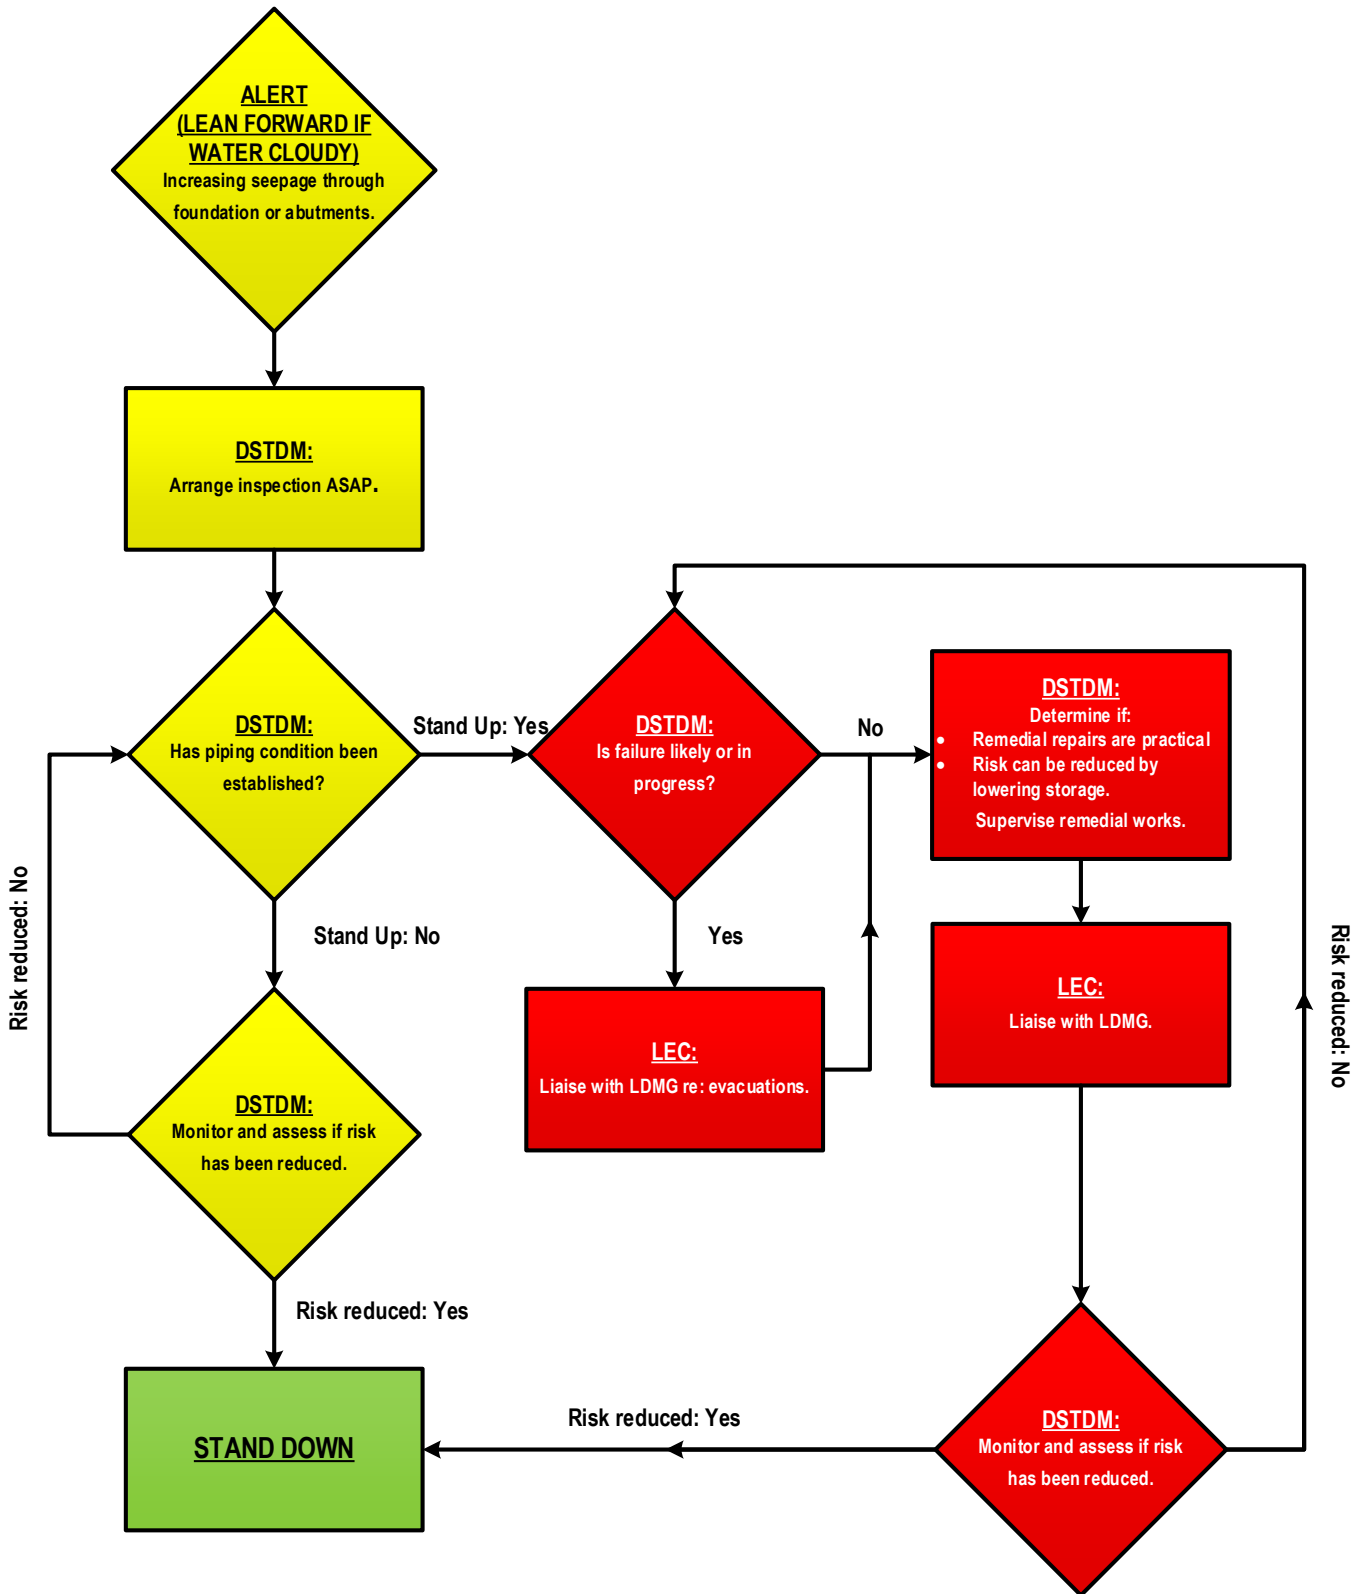 ALERT
(LEAN FORWARD IF
WATER CLOUDY)
Increasing seepage through
foundation or abutments.
DSTDM:
Arrange inspection ASAP.
DSTDM:
Has piping condition been
established?
Stand Up: Yes
DSTDM:
Is failure likely or in
progress?
No
DSTDM:
Determine if:
• Remedial repairs are practical
• Risk can be reduced by
lowering storage.
Supervise remedial works.
Risk reduced: No
Stand Up: No
Yes
LEC:
Liaise with LDMG re: evacuations.
LEC:
Liaise with LDMG.
Risk reduced: No
DSTDM:
Monitor and assess if risk
has been reduced.
Risk reduced: Yes
STAND DOWN
Risk reduced: Yes
DSTDM:
Monitor and assess if risk
has been reduced.